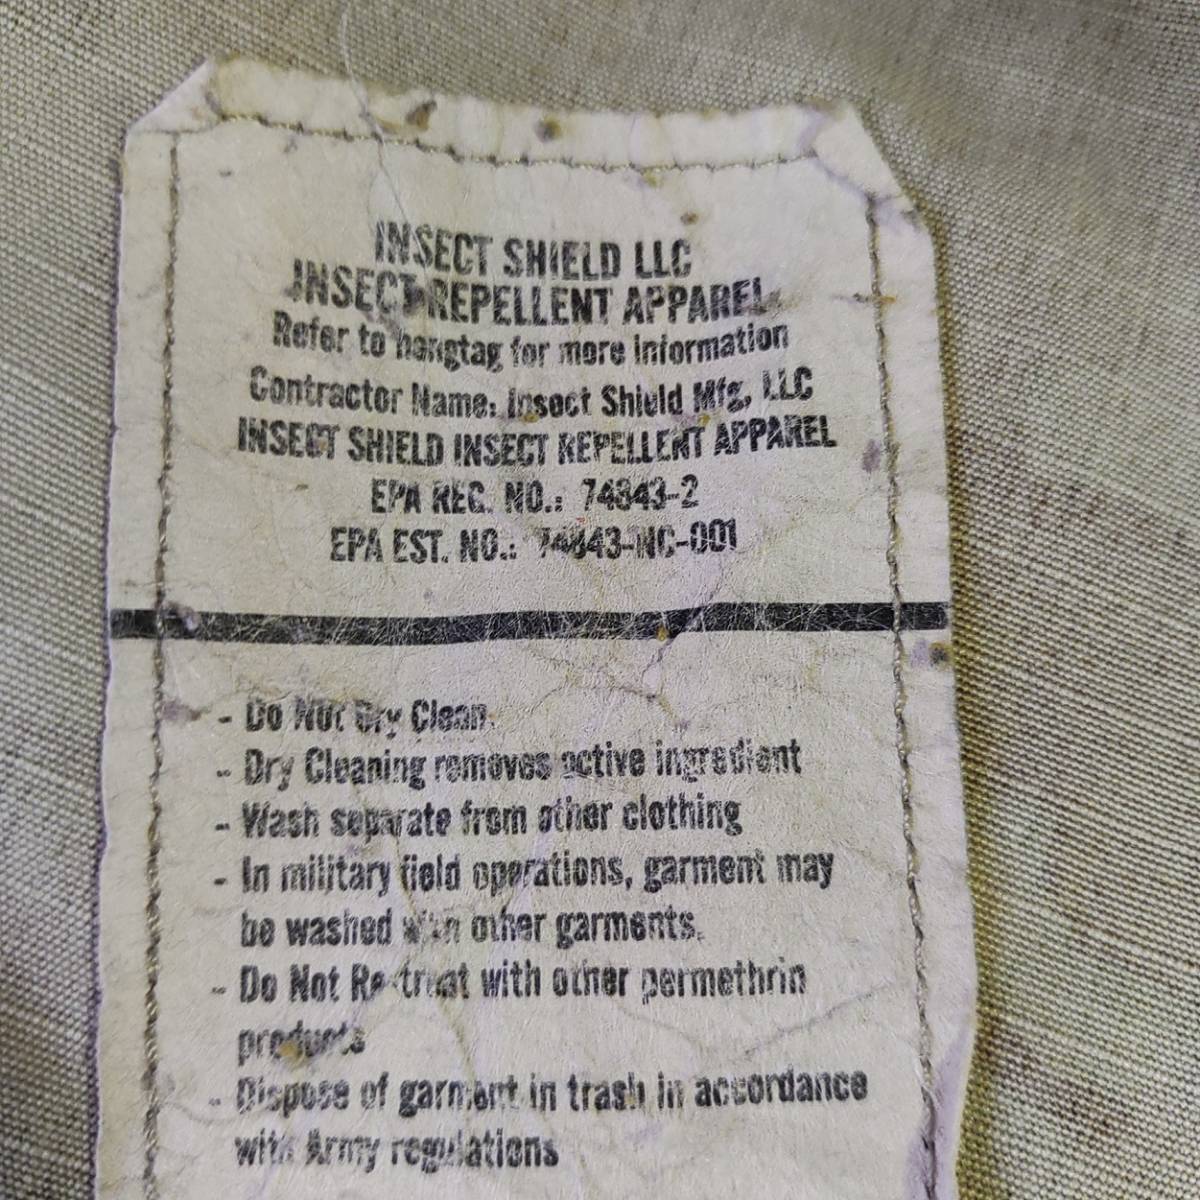 INSECT SHIELD LLC
INSECT REPELLENT APPAREL
Refer to hangtag for more information
Contractor Name: Insect Shield Mfg, LLC
INSECT SHIELD INSECT REPELLENT APPAREL
EPA REG. NO.: 74843-2
EPA EST. NO.: 74843-NC-001
- Do Not Dry Clean.
- Dry Cleaning removes active ingredient
- Wash separate from other clothing
- In military field operations, garment may
be washed with other garments.
- Do Not Re-treat with other permethrin
products
- Dispose of garment in trash in accordance
with Army regulations